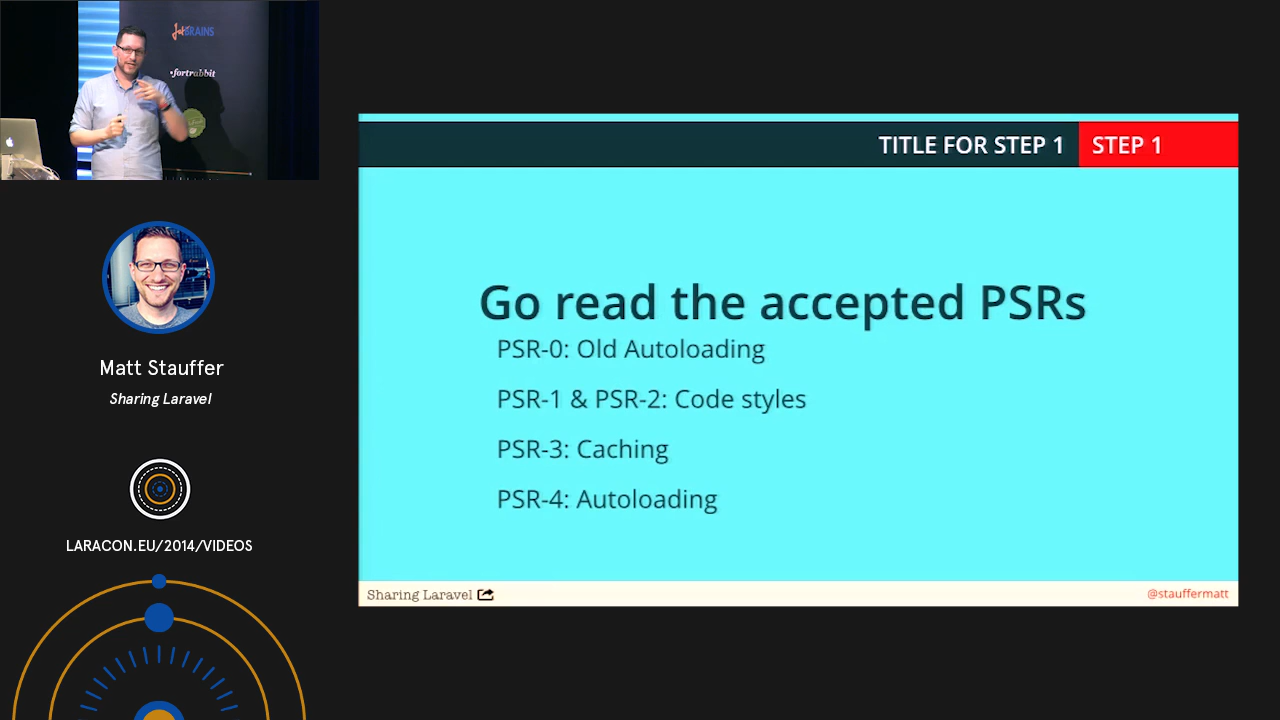 JetBRAINS
fortrabbit
Matt Stauffer
Sharing Laravel
LARACON.EU/2014/VIDEOS
TITLE FOR STEP 1 STEP 1
Go read the accepted PSRs
PSR-0: Old Autoloading
PSR-1 & PSR-2: Code styles
PSR-3: Caching
PSR-4: Autoloading
Sharing Laravel
@stauffermatt